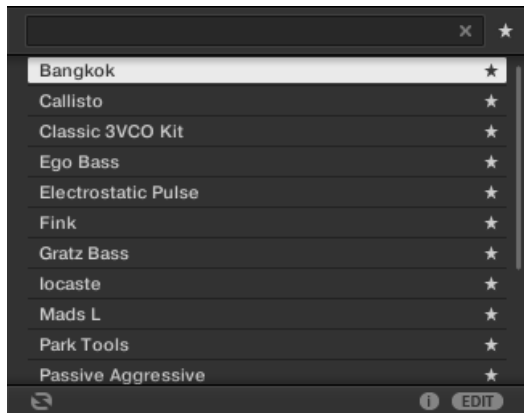 Bangkok
Callisto
Classic 3VCO Kit
Ego Bass
Electrostatic Pulse
Fink
Gratz Bass
Iocaste
Mads L
Park Tools
Passive Aggressive
i EDIT